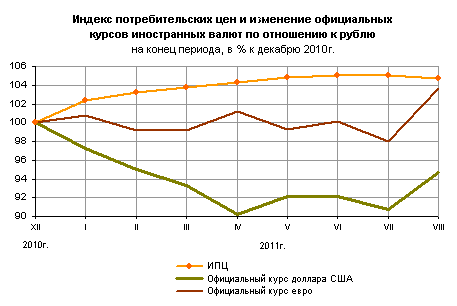 Индекс потребительских цен и изменение официальных
курсов иностранных валют по отношению к рублю
на конец периода, в % к декабрю 2010г.
106
104
102
100
98
96
94
92
90
XII I II III IV V VI VII VIII
2010г. 2011г.
ИПЦ
Официальный курс доллара США
Официальный курс евро